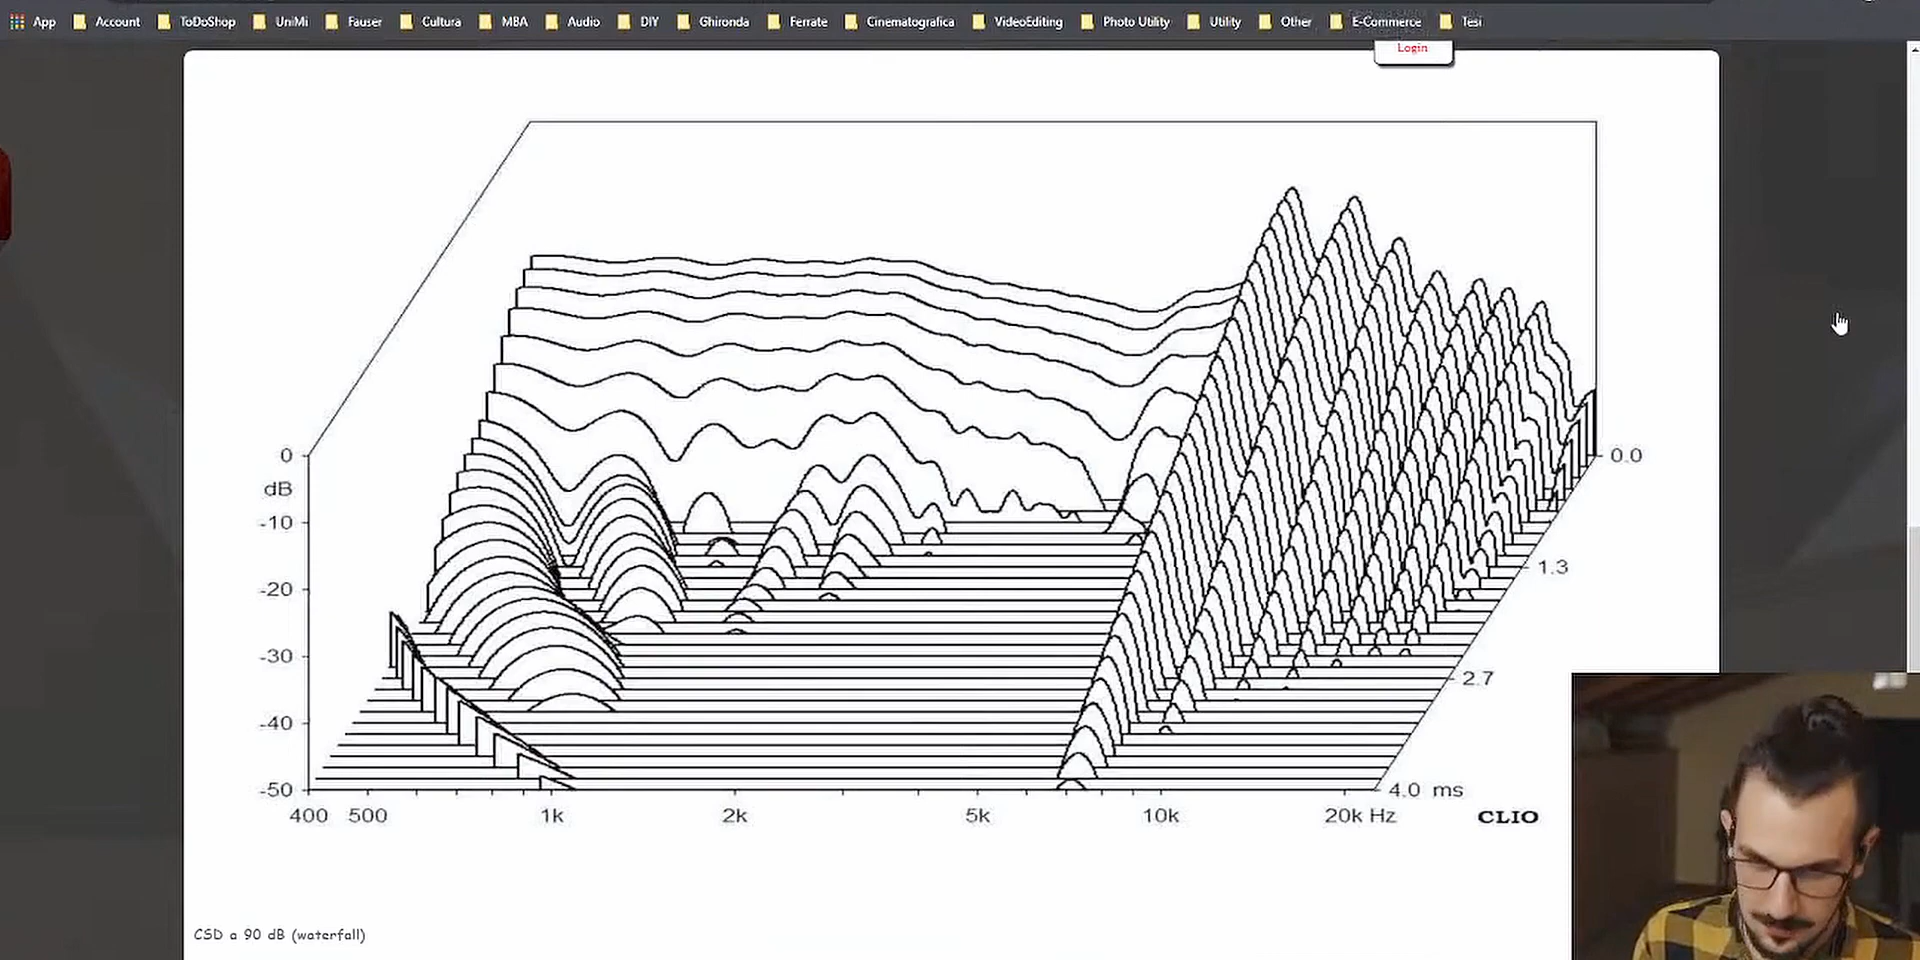 App Account ToDoShop UniMi Fauser Cultura MBA Audio DIY Ghironda Ferrate Cinematografica VideoEditing Photo Utility Utility Other E-Commerce Tesi
Login
0
dB
-10
-20
-30
-40
-50
0.0
1.3
2.7
4.0 ms
400 500 1k 2k 5k 10k 20k Hz
CLIO
CSD a 90 dB (waterfall)